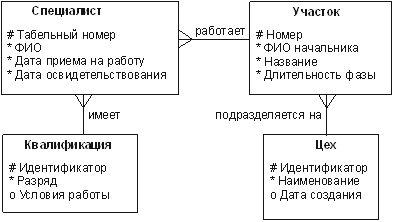 Специалист
# Табельный номер
* ФИО
* Дата приема на работу
* Дата освидетельствования
работает
Участок
# Номер
* ФИО начальника
* Название
* Длительность фазы
имеет
подразделяется на
Квалификация
# Идентификатор
* Разряд
o Условия работы
Цех
# Идентификатор
* Наименование
o Дата создания